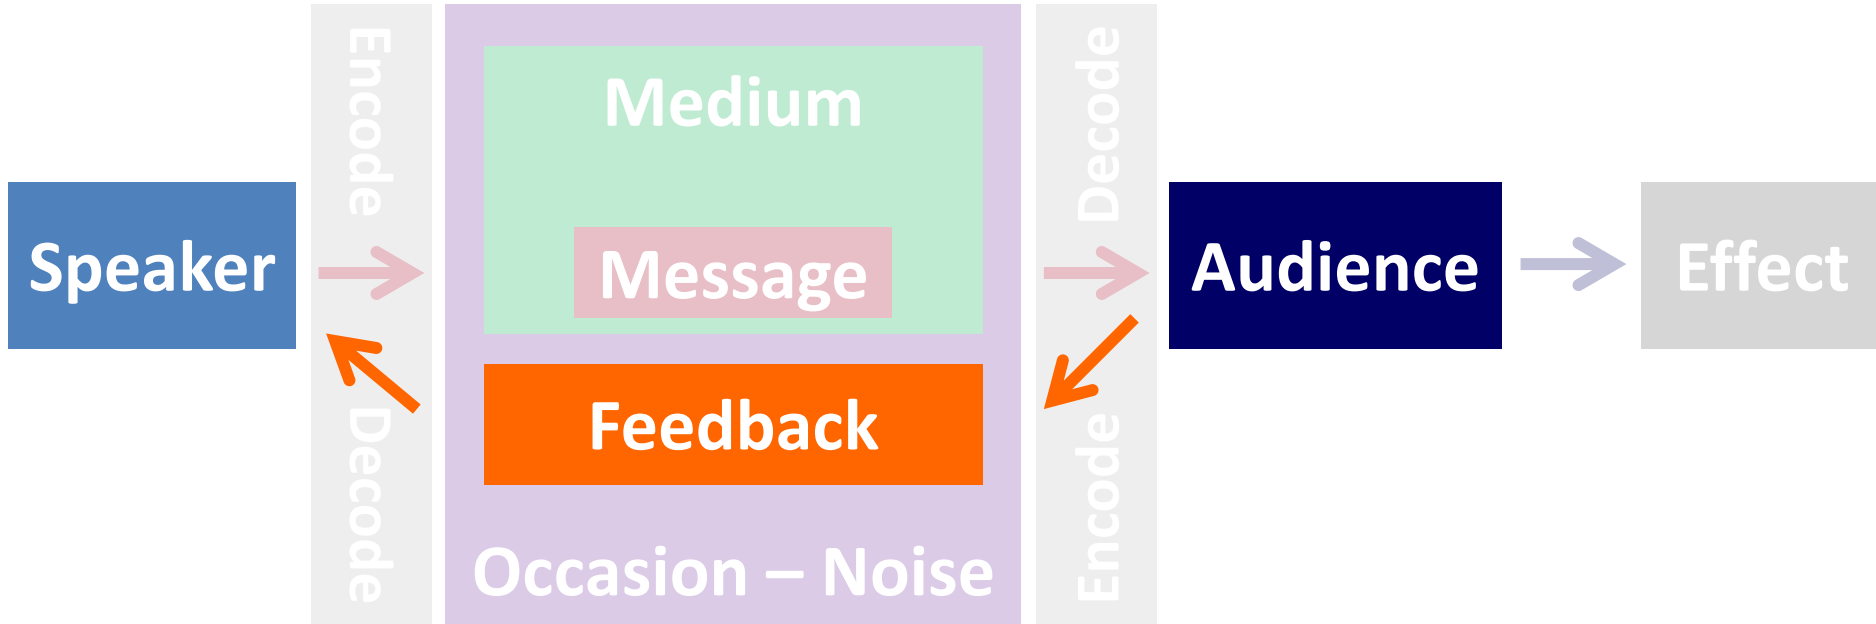 Speaker
Encode
Decode
Medium
Message
Feedback
Occasion – Noise
Decode
Encode
Audience
Effect